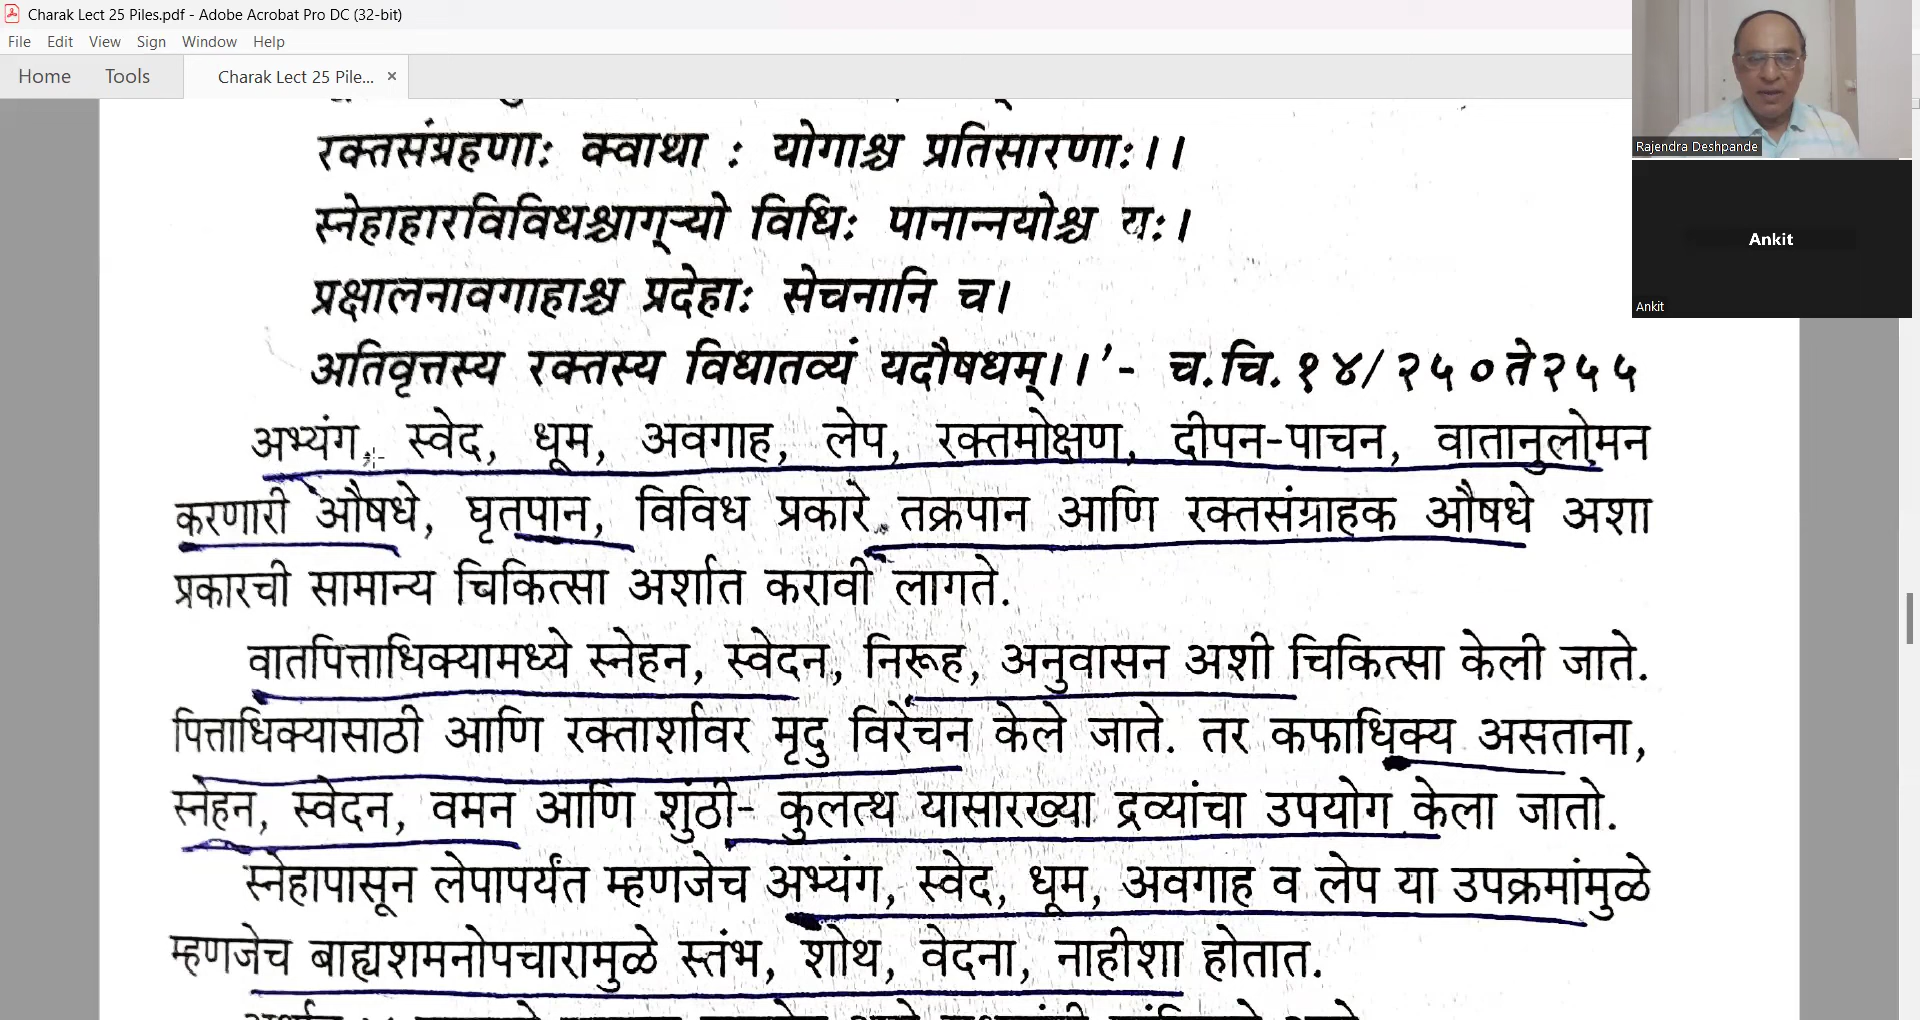 Charak Lect 25 Piles.pdf - Adobe Acrobat Pro DC (32-bit)
File Edit View Sign Window Help
Home Tools Charak Lect 25 Pile... ×
रक्तसंग्रहणाः क्वाथा : योगाश्च प्रतिसारणाः।।
स्नेहाहारविविधश्चाग्र्यो विधिः पानान्नयोश्च यः।
प्रक्षालनावगाहाश्च प्रदेहाः सेचनानि च।
अतिवृत्तस्य रक्तस्य विधातव्यं यदौषधम्।।'- च.चि. १४/२५०ते२५५
अभ्यंग, स्वेद, धूम, अवगाह, लेप, रक्तमोक्षण, दीपन-पाचन, वातानुलोमन
करणारी औषधे, घृतपान, विविध प्रकारे तक्रपान आणि रक्तसंग्राहक औषधे अशा
प्रकारची सामान्य चिकित्सा अर्शात करावी लागते.
वातपित्ताधिक्यामध्ये स्नेहन, स्वेदन, निरूह, अनुवासन अशी चिकित्सा केली जाते.
पित्ताधिक्यासाठी आणि रक्तार्शावर मृदु विरेचन केले जाते. तर कफाधिक्य असताना,
स्नेहन, स्वेदन, वमन आणि शुंठी- कुलत्थ यासारख्या द्रव्यांचा उपयोग केला जातो.
स्नेहापासून लेपापर्यंत म्हणजेच अभ्यंग, स्वेद, धूम, अवगाह व लेप या उपक्रमांमुळे
म्हणजेच बाह्यशमनोपचारामुळे स्तंभ, शोथ, वेदना, नाहीशा होतात.
Rajendra Deshpande
Ankit
Ankit